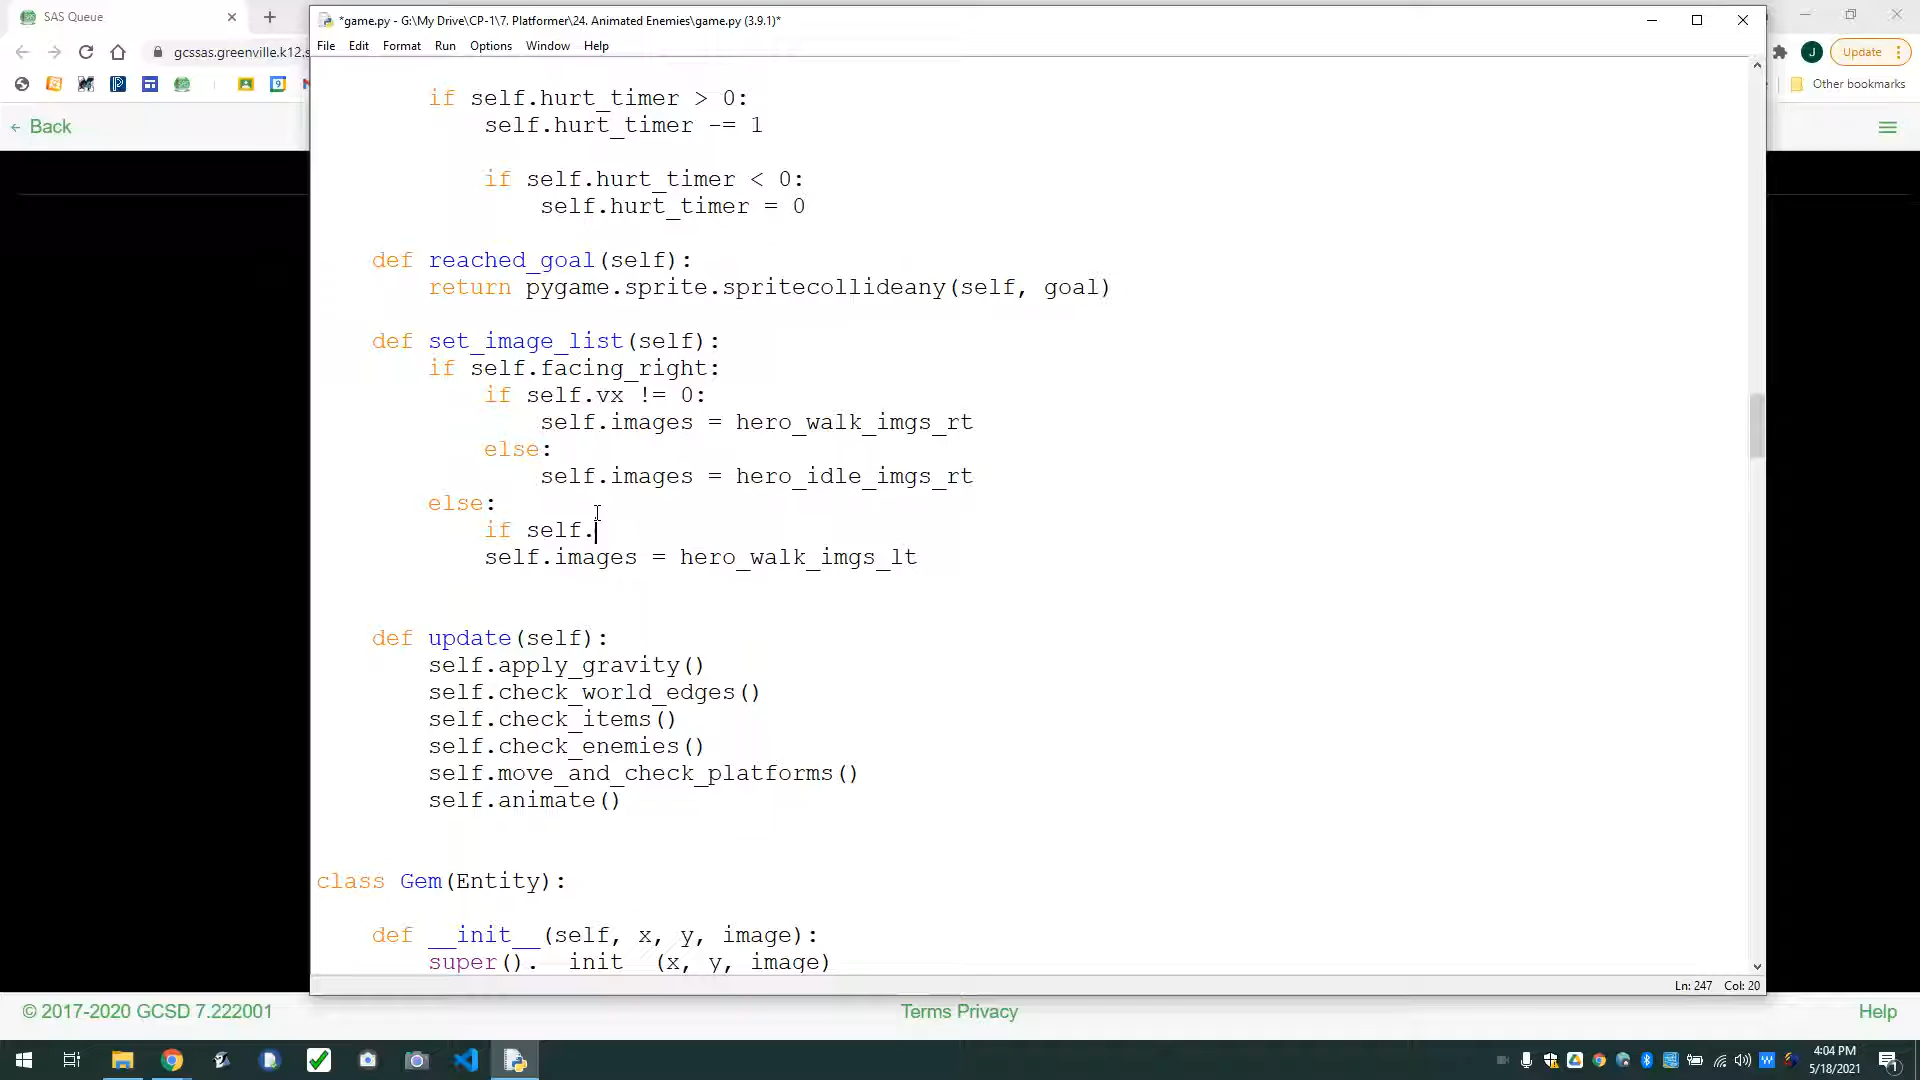 SAS Queue
*game.py - G:\My Drive\CP-1\7. Platformer\24. Animated Enemies\game.py (3.9.1)*
File Edit Format Run Options Window Help
gcssas.greenville.k12.s
J
Update
Other bookmarks
Back
if self.hurt_timer > 0:
self.hurt_timer -= 1
if self.hurt_timer < 0:
self.hurt_timer = 0
def reached_goal(self):
return pygame.sprite.spritecollideany(self, goal)
def set_image_list(self):
if self.facing_right:
if self.vx != 0:
self.images = hero_walk_imgs_rt
else:
self.images = hero_idle_imgs_rt
else:
if self.
self.images = hero_walk_imgs_lt
def update(self):
self.apply_gravity()
self.check_world_edges()
self.check_items()
self.check_enemies()
self.move_and_check_platforms()
self.animate()
class Gem(Entity):
def __init__(self, x, y, image):
super().__init__(x, y, image)
Ln: 247 Col: 20
© 2017-2020 GCSD 7.222001
Terms Privacy
Help
4:04 PM
5/18/2021
1